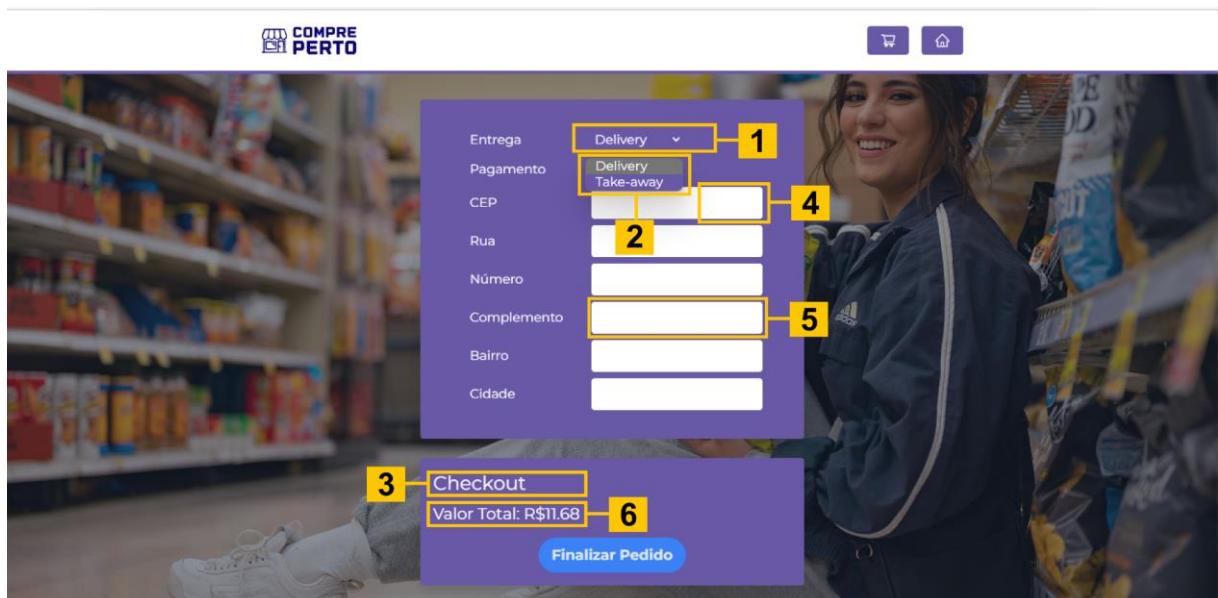 COMPRE
PERTO
Entrega
Delivery
1
Pagamento
Delivery
Take-away
2
CEP
4
Rua
Número
Complemento
5
Bairro
Cidade
adidas
3
Checkout
Valor Total: R$11.68
6
Finalizar Pedido